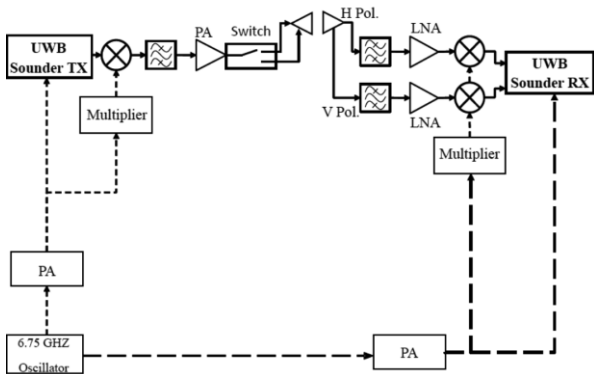 UWB
Sounder TX
PA
Switch
H Pol.
LNA
UWB
Sounder RX
Multiplier
V Pol.
LNA
Multiplier
PA
6.75 GHZ
Oscillator
PA